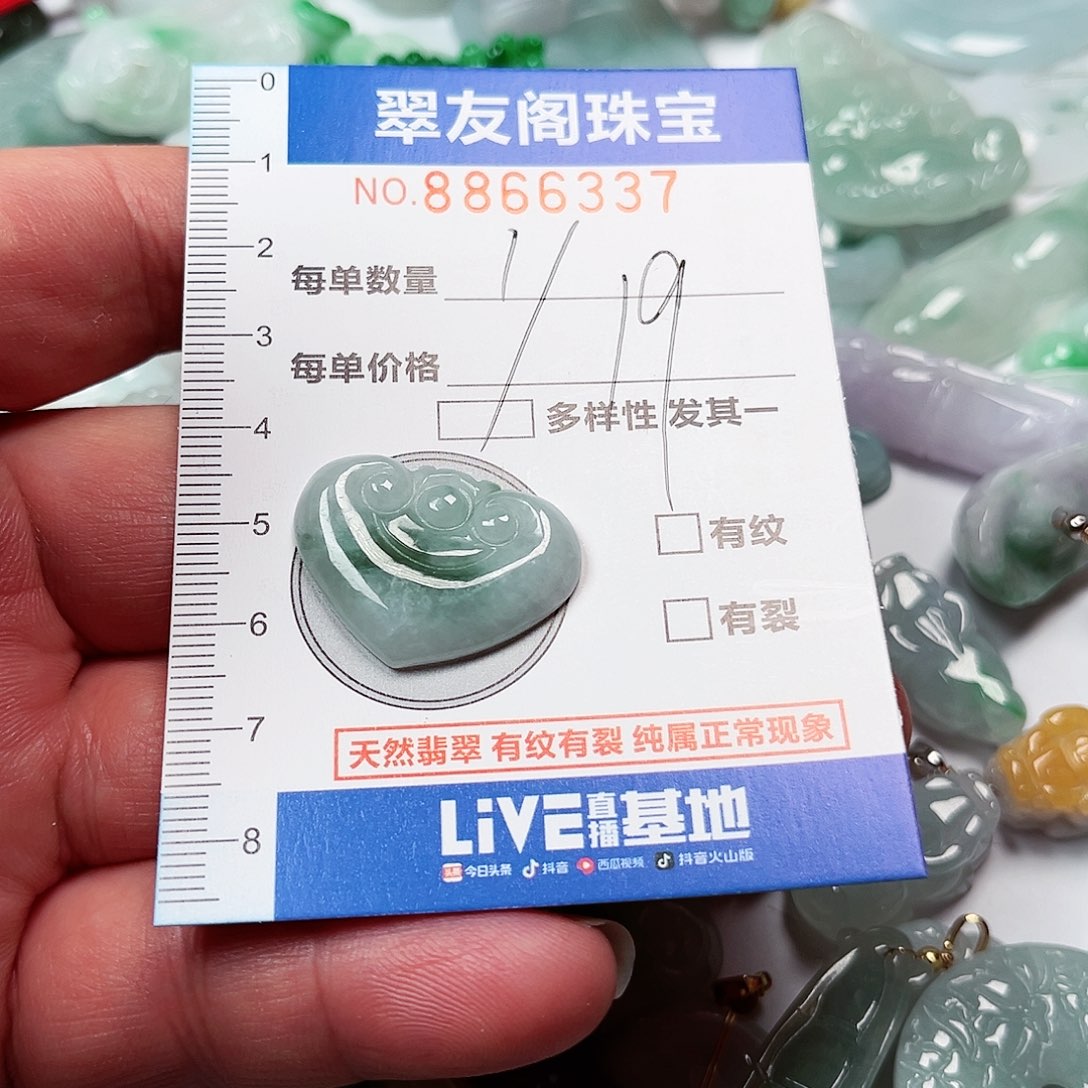 0
翠友阁珠宝
1
NO.8866337
2
每单数量 1/19
3
每单价格
4
多样性 发其一
5
有纹
6
有裂
7
天然翡翠 有纹有裂 纯属正常现象
8
LiVE直播基地
头条 今日头条 抖音 西瓜视频 抖音火山版